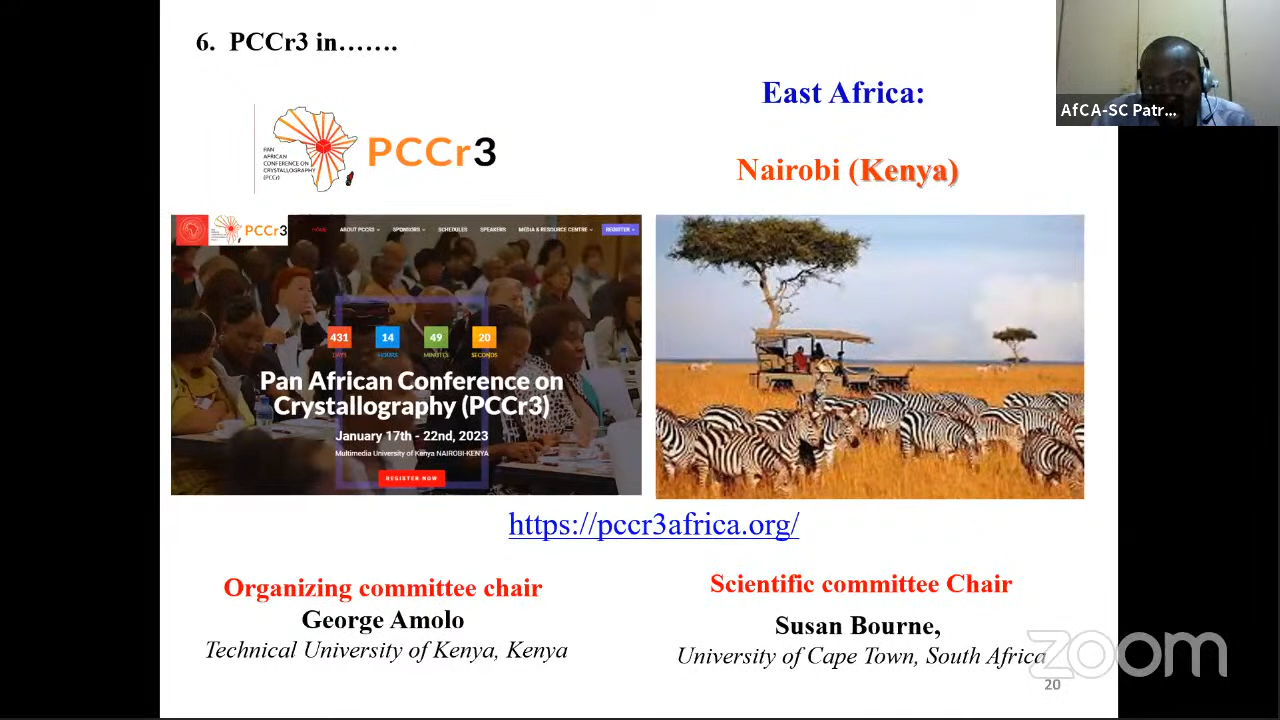 6. PCCr3 in…….
East Africa:
AfCA-SC Patr...
Nairobi (Kenya)
PAN
AFRICAN
CONFERENCE ON
CRYSTALLOGRAPHY
(PCCr)
PCCr3
PCCr3
HOME ABOUT PCCR3 SPONSORS SCHEDULES SPEAKERS MEDIA & RESOURCE CENTRE REGISTER
431 14 49 20
DAYS HOURS MINUTES SECONDS
Pan African Conference on
Crystallography (PCCr3)
January 17th - 22nd, 2023
Multimedia University of Kenya NAIROBI-KENYA
REGISTER NOW
https://pccr3africa.org/
Organizing committee chair
George Amolo
Technical University of Kenya, Kenya
Scientific committee Chair
Susan Bourne,
University of Cape Town, South Africa
zoom
20